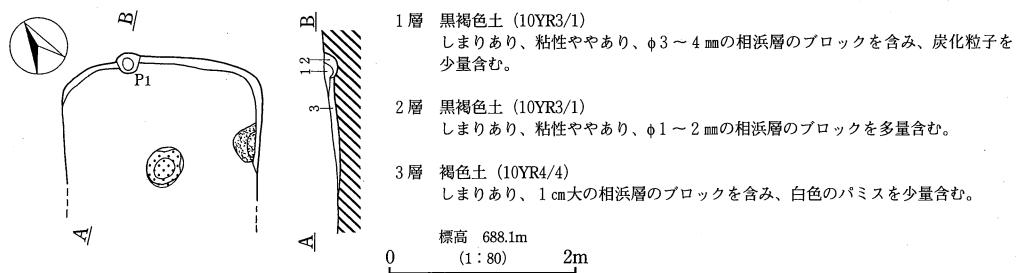 B
P1
A
B
1 2
3
A
1層 黒褐色土（10YR3/1）
しまりあり、粘性ややあり、φ3～4㎜の相浜層のブロックを含み、炭化粒子を
少量含む。
2層 黒褐色土（10YR3/1）
しまりあり、粘性ややあり、φ1～2㎜の相浜層のブロックを多量含む。
3層 褐色土（10YR4/4）
しまりあり、1㎝大の相浜層のブロックを含み、白色のパミスを少量含む。
標高 688.1m
0 （1：80） 2m